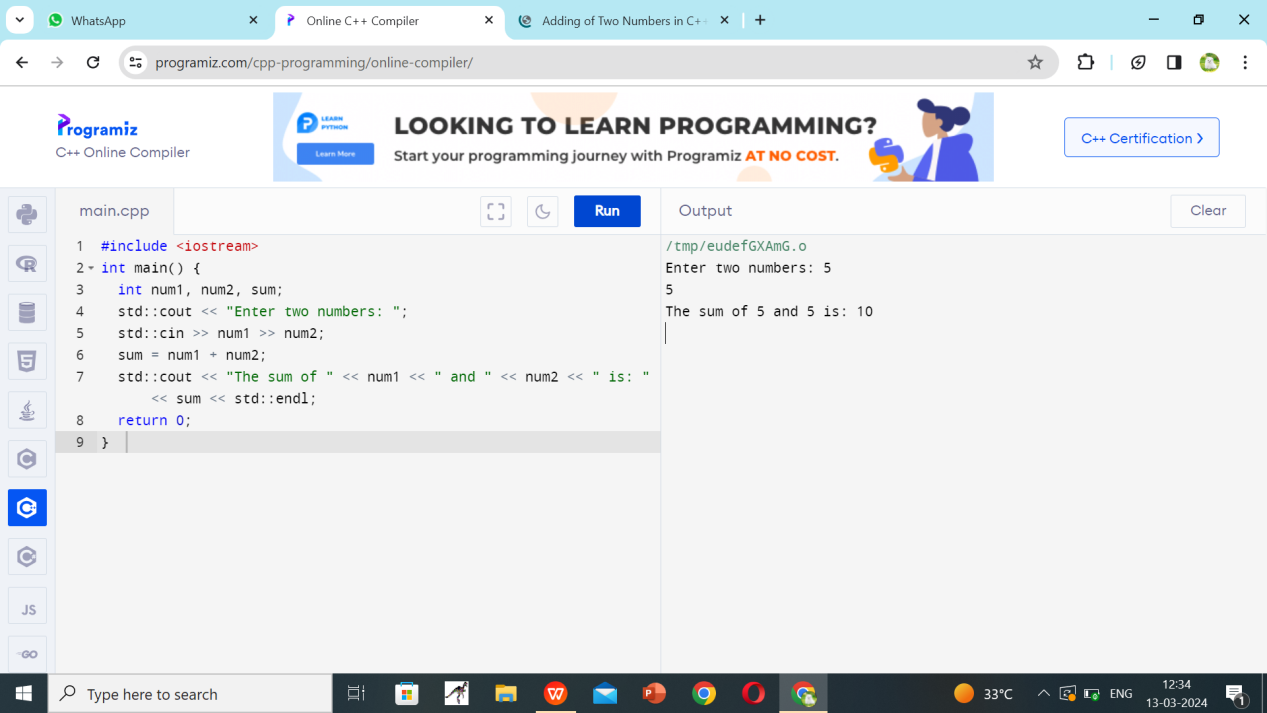 WhatsApp
Online C++ Compiler
Adding of Two Numbers in C+
programiz.com/cpp-programming/online-compiler/
Programiz
C++ Online Compiler
LEARN
PYTHON
Learn More
LOOKING TO LEARN PROGRAMMING?
Start your programming journey with Programiz AT NO COST.
C++ Certification >
main.cpp
Run
Output
Clear
1 #include <iostream>
2 int main() {
3 int num1, num2, sum;
4 std::cout << "Enter two numbers: ";
5 std::cin >> num1 >> num2;
6 sum = num1 + num2;
7 std::cout << "The sum of " << num1 << " and " << num2 << " is: "
<< sum << std::endl;
8 return 0;
9 }
/tmp/eudefGXAmG.o
Enter two numbers: 5
5
The sum of 5 and 5 is: 10
JS
GO
Type here to search
33°C
ENG
12:34
13-03-2024
1